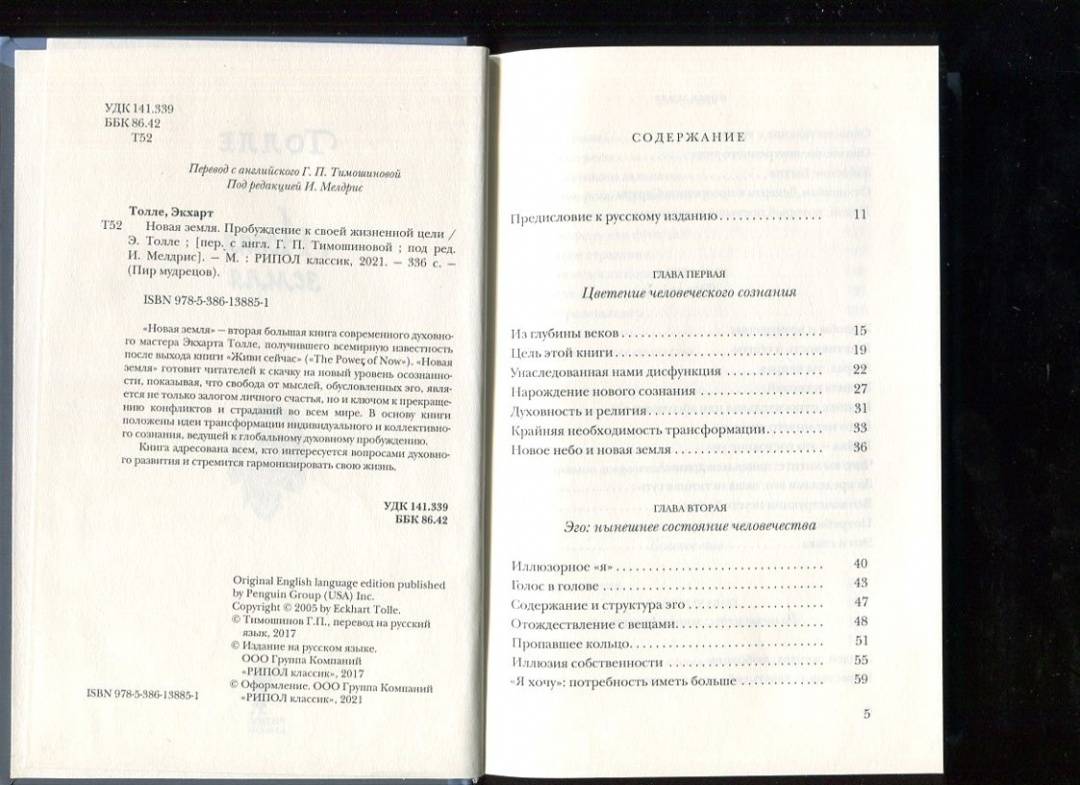 УДК 141.339
ББК 86.42
Т52
Перевод с английского Г. П. Тимошиновой
Под редакцией И. Мелдрис
Толле, Экхарт
Т52
Новая земля. Пробуждение к своей жизненной цели /
Э. Толле ; [пер. с англ. Г. П. Тимошиновой ; под ред.
И. Мелдрис]. – М. : РИПОЛ классик, 2021. – 336 с. –
(Пир мудрецов).
ISBN 978-5-386-13885-1
«Новая земля» – вторая большая книга современного духовно-
го мастера Экхарта Толле, получившего всемирную известность
после выхода книги «Живи сейчас» («The Power of Now»). «Новая
земля» готовит читателей к скачку на новый уровень осознанно-
сти, показывая, что свобода от мыслей, обусловленных эго, явля-
ется не только залогом личного счастья, но и ключом к прекраще-
нию конфликтов и страданий во всем мире. В основу книги
положены идеи трансформации индивидуального и коллективно-
го сознания, ведущей к глобальному духовному пробуждению.
Книга адресована всем, кто интересуется вопросами духовно-
го развития и стремится гармонизировать свою жизнь.
УДК 141.339
ББК 86.42
Original English language edition published
by Penguin Group (USA) Inc.
Copyright © 2005 by Eckhart Tolle.
© Тимошинов Г.П., перевод на русский
язык, 2017
© Издание на русском языке.
ООО Группа Компаний
«РИПОЛ классик», 2017
© Оформление. ООО Группа Компаний
«РИПОЛ классик», 2021
ISBN 978-5-386-13885-1
СОДЕРЖАНИЕ
Предисловие к русскому изданию . . . . . . . . . . . . . . . . 11
ГЛАВА ПЕРВАЯ
Цветение человеческого сознания
Из глубины веков . . . . . . . . . . . . . . . . 15
Цель этой книги . . . . . . . . . . . . . . . . 19
Унаследованная нами дисфункция . . . . . . . . . . . . . . 22
Нарождение нового сознания . . . . . . . . . . . . . . . . 27
Духовность и религия . . . . . . . . . . . . . . . . 31
Крайняя необходимость трансформации . . . . . . . . 33
Новое небо и новая земля . . . . . . . . . . . . . . . . 36
ГЛАВА ВТОРАЯ
Эго: нынешнее состояние человечества
Иллюзорное «я» . . . . . . . . . . . . . . . . 40
Голос в голове . . . . . . . . . . . . . . . . 43
Содержание и структура эго . . . . . . . . . . . . . . . . 47
Отождествление с вещами . . . . . . . . . . . . . . . . 48
Пропавшее кольцо . . . . . . . . . . . . . . . . 51
Иллюзия собственности . . . . . . . . . . . . . . . . 55
«Я хочу»: потребность иметь больше . . . . . . . . . . . . . 59
5